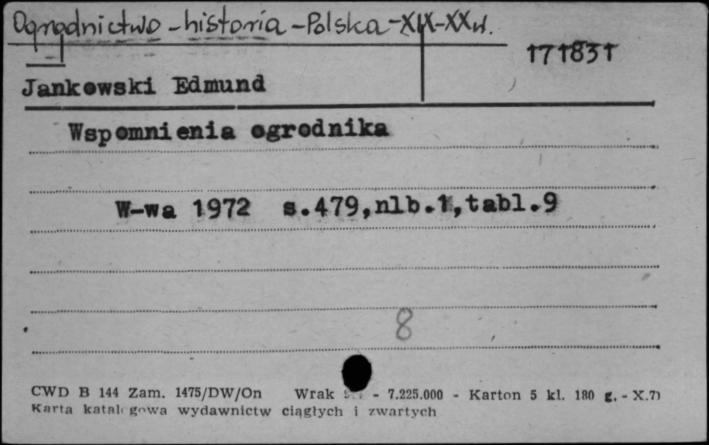 Ogrodnictwo - historia - Polska - XIX-XX w.
171831
Jankowski Edmund
Wspomnienia ogrodnika
W-wa 1972 s.479,nlb.1,tabl.9
8
CWD B 144 Zam. 1475/DW/On Wrak - 7.225.000 - Karton 5 kl. 180 g. - X.7
Karta katalogowa wydawnictw ciągłych i zwartych